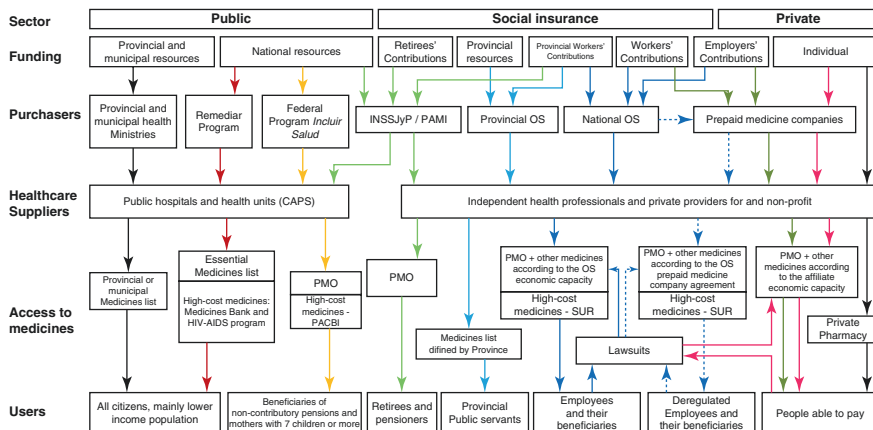 Sector
Public
Social insurance
Private
Funding
Provincial and
municipal resources
National resources
Retirees'
Contributions
Provincial
resources
Provincial Workers'
Contributions
Workers'
Contributions
Employers'
Contributions
Individual
Purchasers
Provincial and
municipal health
Ministries
Remediar
Program
Federal
Program Incluir
Salud
INSSJyP / PAMI
Provincial OS
National OS
Prepaid medicine companies
Healthcare
Suppliers
Public hospitals and health units (CAPS)
Independent health professionals and private providers for and non-profit
Access to
medicines
Provincial or
municipal
Medicines list
Essential
Medicines list
High-cost medicines:
Medicines Bank and
HIV-AIDS program
PMO
High-cost
medicines -
PACBI
PMO
Medicines list
difined by Province
PMO + other medicines
according to the OS
economic capacity
High-cost
medicines - SUR
PMO + other medicines
according to the OS
prepaid medicine
company agreement
High-cost
medicines - SUR
PMO + other
medicines according
to the affiliate
economic capacity
Private
Pharmacy
Lawsuits
Users
All citizens, mainly lower
income population
Beneficiaries of
non-contributory pensions and
mothers with 7 children or more
Retirees and
pensioners
Provincial
Public servants
Employees
and their
beneficiaries
Deregulated
Employees and
their beneficiaries
People able to pay